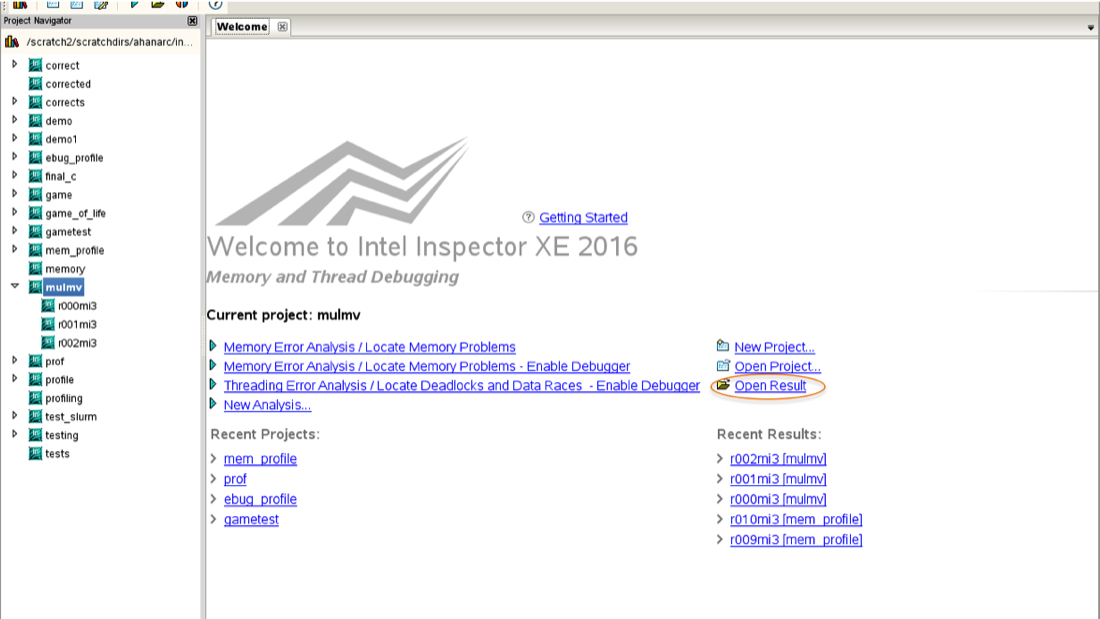 Project Navigator
/scratch2/scratchdirs/ahanarc/in...
correct
corrected
corrects
demo
demo1
ebug_profile
final_c
game
game_of_life
gametest
mem_profile
memory
mulmv
r000mi3
r001mi3
r002mi3
prof
profile
profiling
test_slurm
testing
tests
Welcome
? Getting Started
Welcome to Intel Inspector XE 2016
Memory and Thread Debugging
Current project: mulmv
Memory Error Analysis / Locate Memory Problems
Memory Error Analysis / Locate Memory Problems - Enable Debugger
Threading Error Analysis / Locate Deadlocks and Data Races - Enable Debugger
New Analysis...
New Project...
Open Project...
Open Result
Recent Projects:
> mem_profile
> prof
> ebug_profile
> gametest
Recent Results:
> r002mi3 [mulmv]
> r001mi3 [mulmv]
> r000mi3 [mulmv]
> r010mi3 [mem_profile]
> r009mi3 [mem_profile]